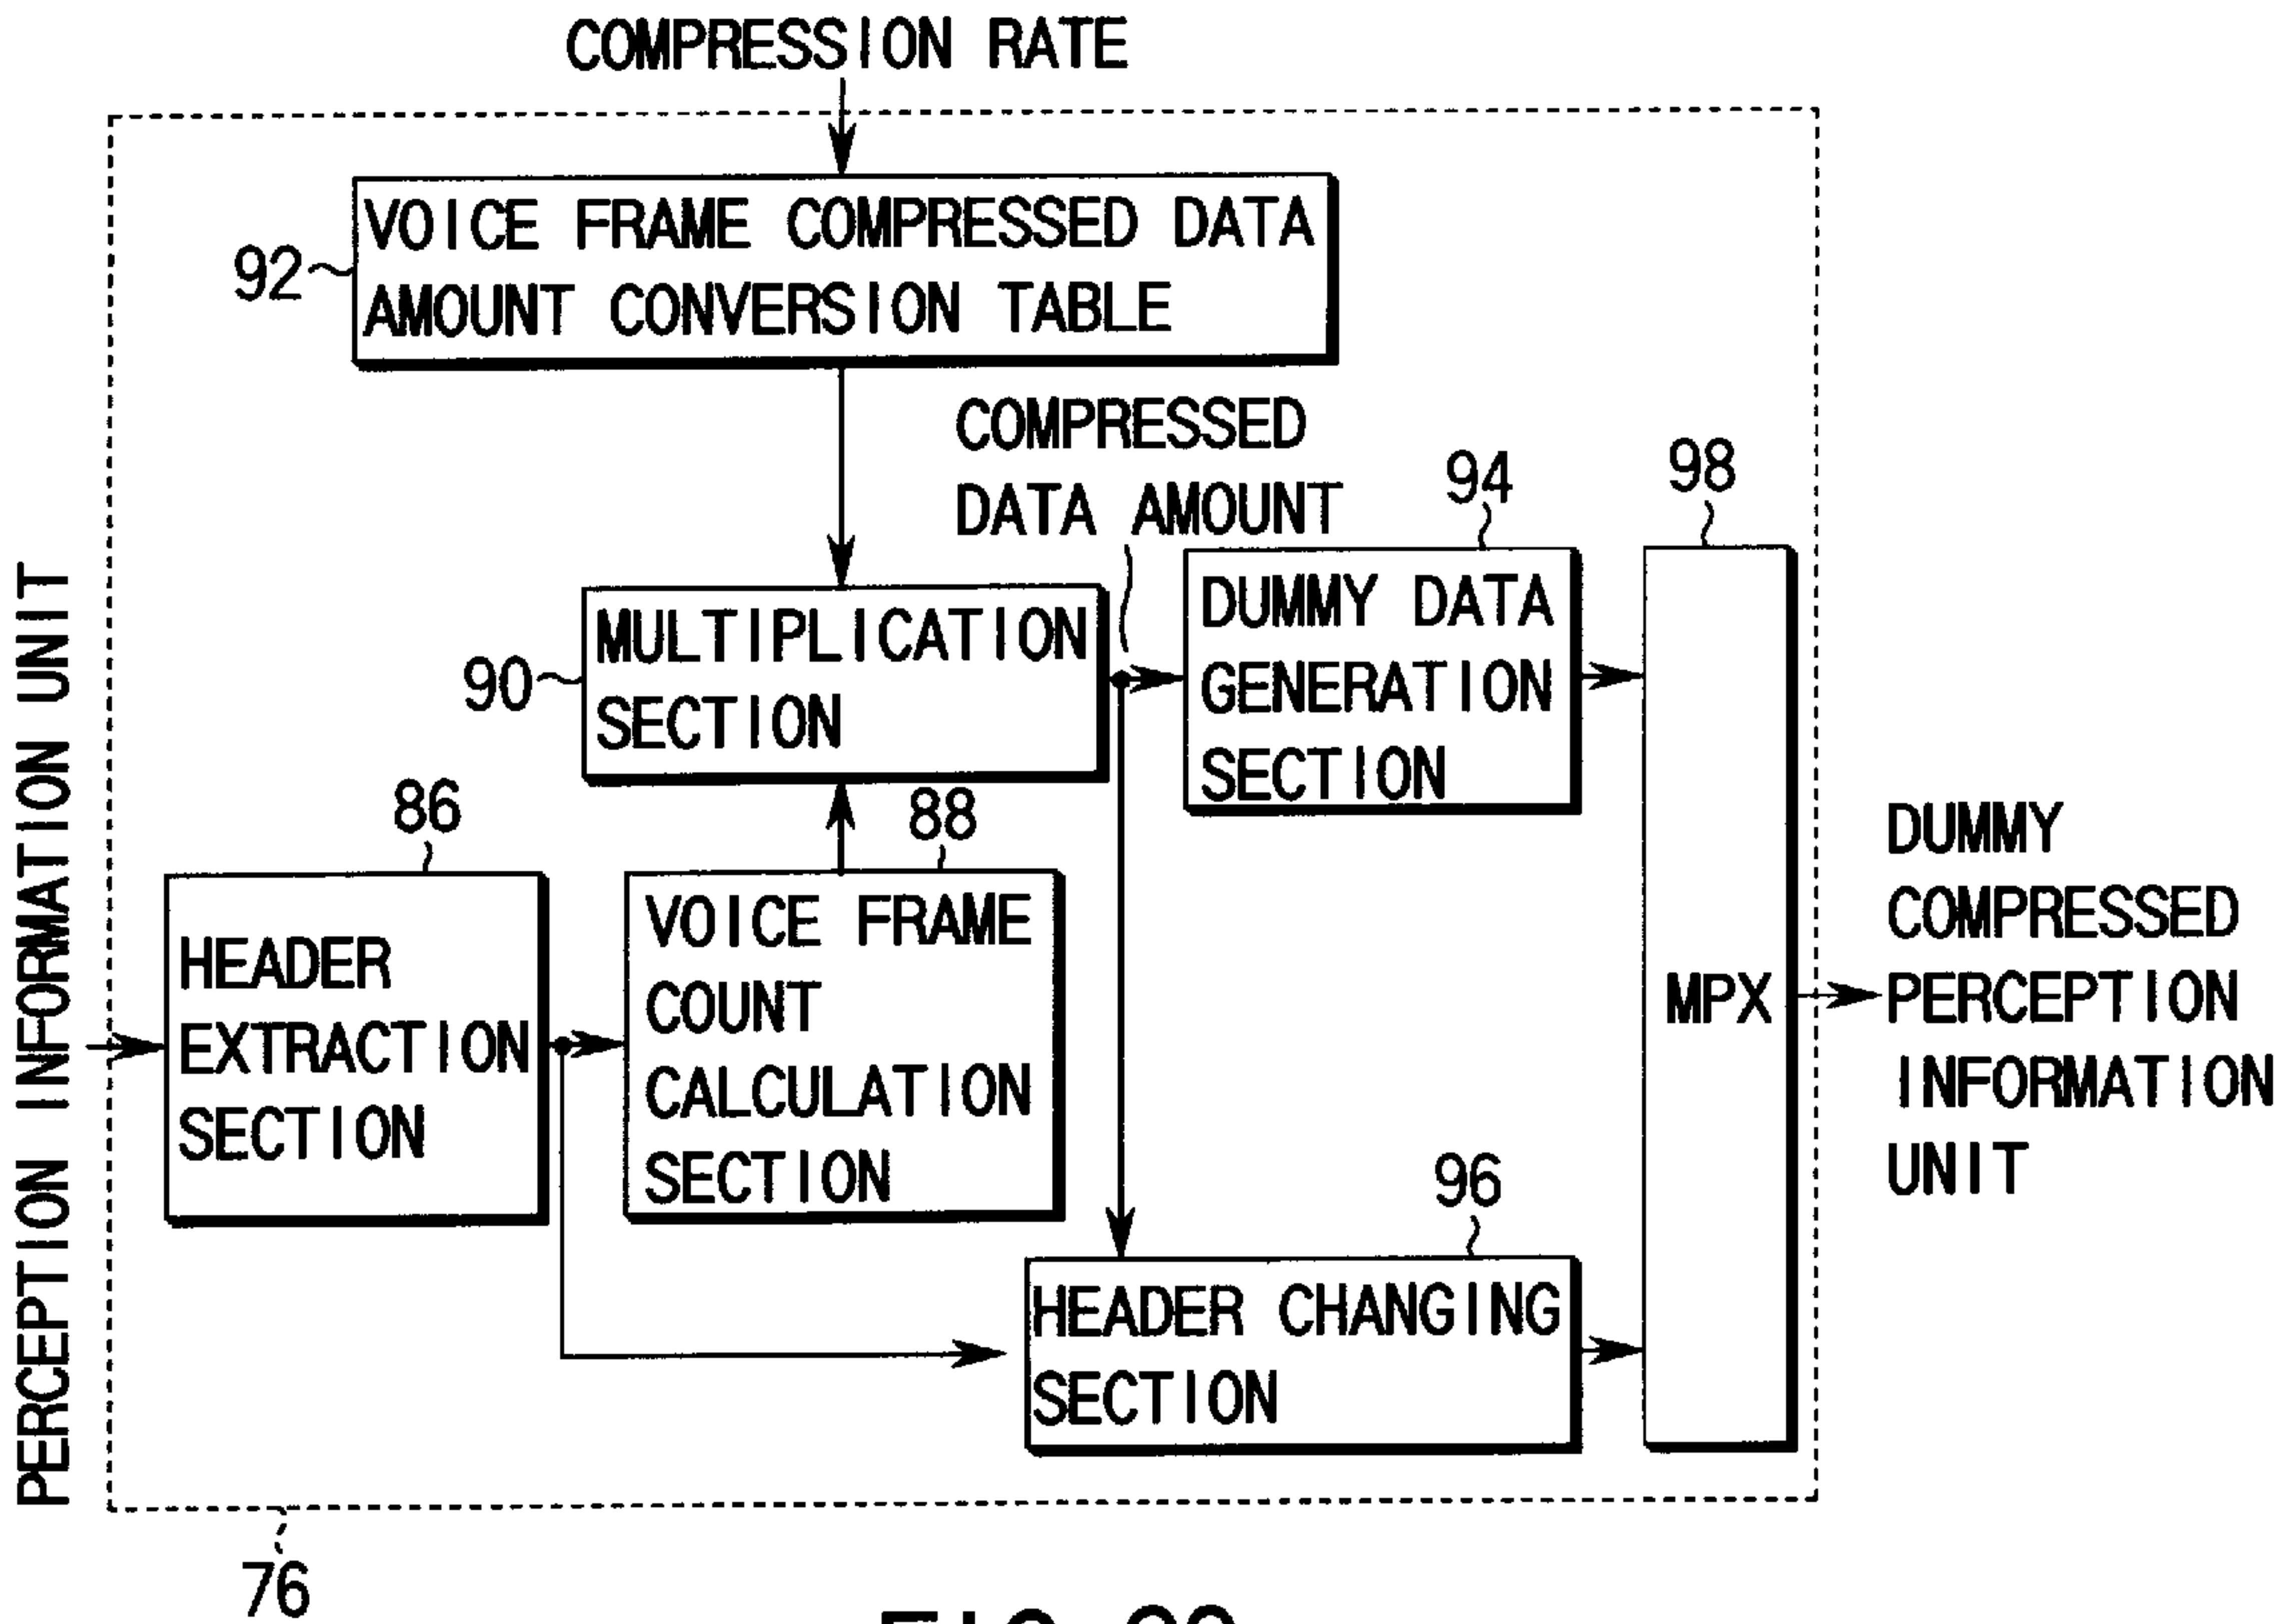 COMPRESSION RATE
VOICE FRAME COMPRESSED DATA
AMOUNT CONVERSION TABLE
92
COMPRESSED
DATA AMOUNT
94
98
MULTIPLICATION
SECTION
90
DUMMY DATA
GENERATION
SECTION
86
88
PERCEPTION INFORMATION UNIT
HEADER
EXTRACTION
SECTION
VOICE FRAME
COUNT
CALCULATION
SECTION
MPX
DUMMY
COMPRESSED
PERCEPTION
INFORMATION
UNIT
96
HEADER CHANGING
SECTION
76